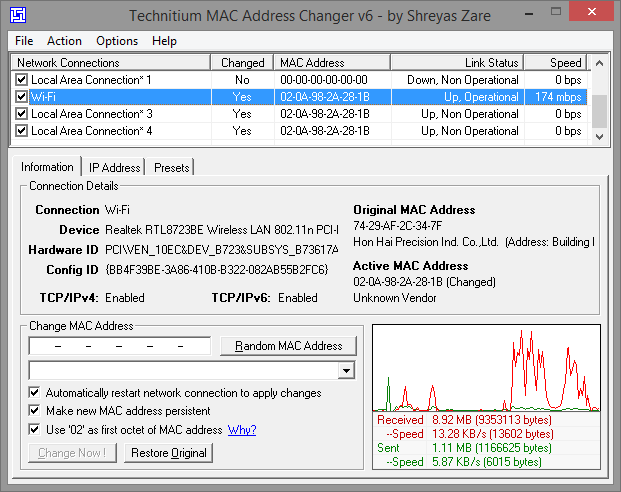 Technitium MAC Address Changer v6 - by Shreyas Zare
File Action Options Help
Network Connections Changed MAC Address Link Status Speed
Local Area Connection* 1 No 00-00-00-00-00-00 Down, Non Operational 0 bps
Wi-Fi Yes 02-0A-98-2A-28-1B Up, Operational 174 mbps
Local Area Connection* 3 Yes 02-0A-98-2A-28-1B Up, Non Operational 0 bps
Local Area Connection* 4 Yes 02-0A-98-2A-28-1B Up, Non Operational 0 bps
Information IP Address Presets
Connection Details
Connection Wi-Fi
Device Realtek RTL8723BE Wireless LAN 802.11n PCI-I
Hardware ID PCI\VEN_10EC&DEV_B723&SUBSYS_B73617A
Config ID {BB4F39BE-3A86-410B-B322-082AB55B2FC6}
TCP/IPv4: Enabled TCP/IPv6: Enabled
Original MAC Address
74-29-AF-2C-34-7F
Hon Hai Precision Ind. Co.,Ltd. (Address: Building I
Active MAC Address
02-0A-98-2A-28-1B (Changed)
Unknown Vendor
Change MAC Address
- - - - - Random MAC Address
Automatically restart network connection to apply changes
Make new MAC address persistent
Use '02' as first octet of MAC address Why?
Change Now ! Restore Original
Received 8.92 MB (9353113 bytes)
--Speed 13.28 KB/s (13602 bytes)
Sent 1.11 MB (1166625 bytes)
--Speed 5.87 KB/s (6015 bytes)